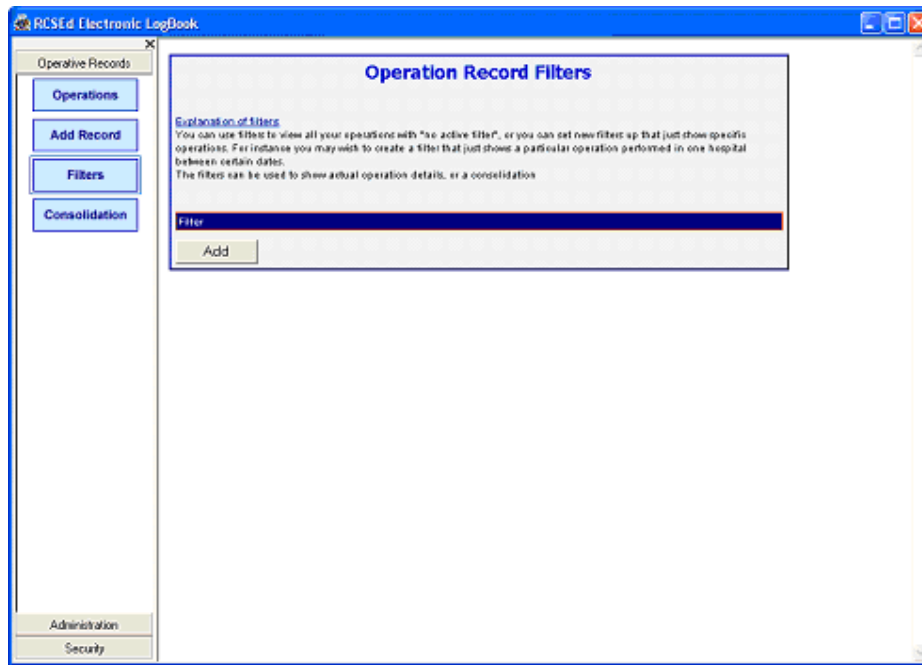 RCSEd Electronic LogBook
Operative Records
Operations
Add Record
Filters
Consolidation
Operation Record Filters
Explanation of filters
You can use filters to view all your operations with "no active filter", or you can set new filters up that just show specific
operations. For instance you may wish to create a filter that just shows a particular operation performed in one hospital
between certain dates.
The filters can be used to show actual operation details, or a consolidation
Filter
Add
Administration
Security